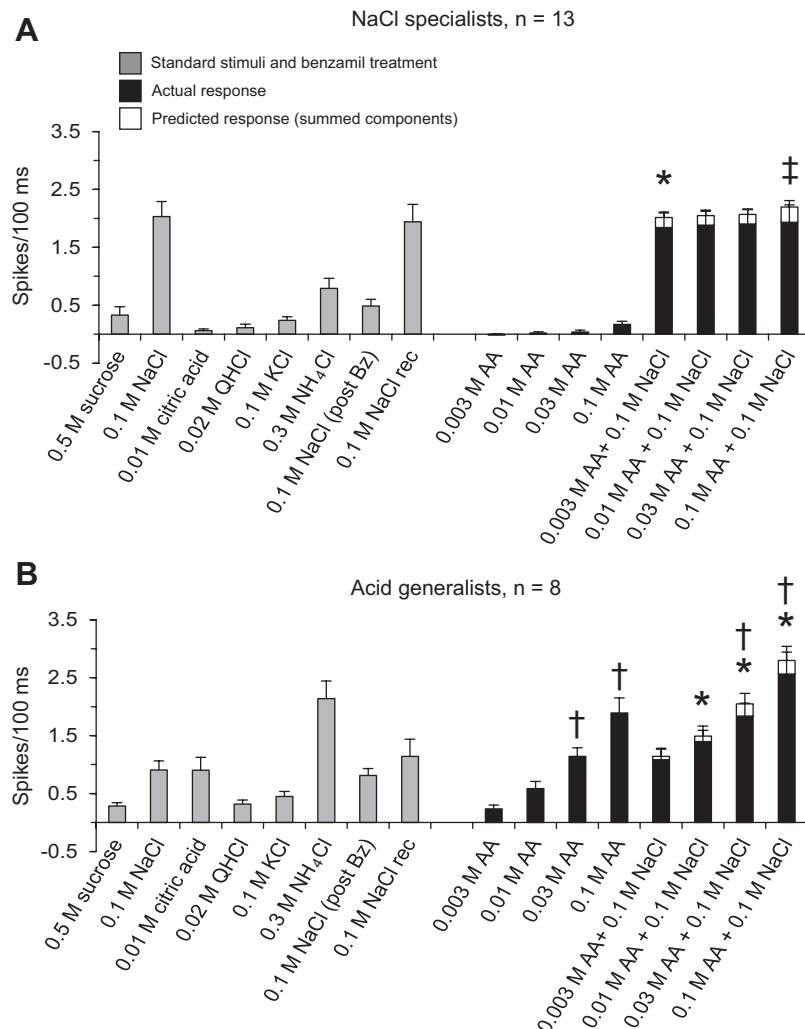 A
NaCl specialists, n = 13
Standard stimuli and benzamil treatment
Actual response
Predicted response (summed components)
Spikes/100 ms
3.5
2.5
1.5
0.5
-0.5
* ‡
0.5 M sucrose
0.1 M NaCl
0.01 M citric acid
0.02 M QHCl
0.1 M KCl
0.3 M NH₄Cl
0.1 M NaCl (post Bz)
0.1 M NaCl rec
0.003 M AA
0.01 M AA
0.03 M AA
0.1 M AA
0.003 M AA+ 0.1 M NaCl
0.01 M AA + 0.1 M NaCl
0.03 M AA + 0.1 M NaCl
0.1 M AA + 0.1 M NaCl
B
Acid generalists, n = 8
Spikes/100 ms
3.5
2.5
1.5
0.5
-0.5
† † * † * † *
0.5 M sucrose
0.1 M NaCl
0.01 M citric acid
0.02 M QHCl
0.1 M KCl
0.3 M NH₄Cl
0.1 M NaCl (post Bz)
0.1 M NaCl rec
0.003 M AA
0.01 M AA
0.03 M AA
0.1 M AA
0.003 M AA+ 0.1 M NaCl
0.01 M AA + 0.1 M NaCl
0.03 M AA + 0.1 M NaCl
0.1 M AA + 0.1 M NaCl